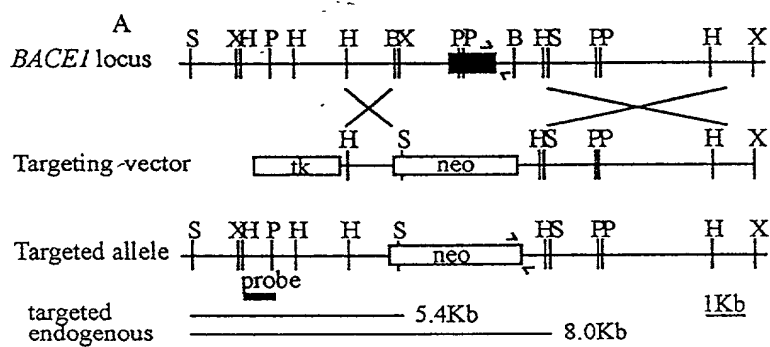 A
S XH P H H BX PP B HS PP H X
BACE1 locus
H S HS PP H X
Targeting-vector tk neo
S XH P H H S HS PP H X
Targeted allele neo
probe
targeted 5.4Kb 1Kb
endogenous 8.0Kb